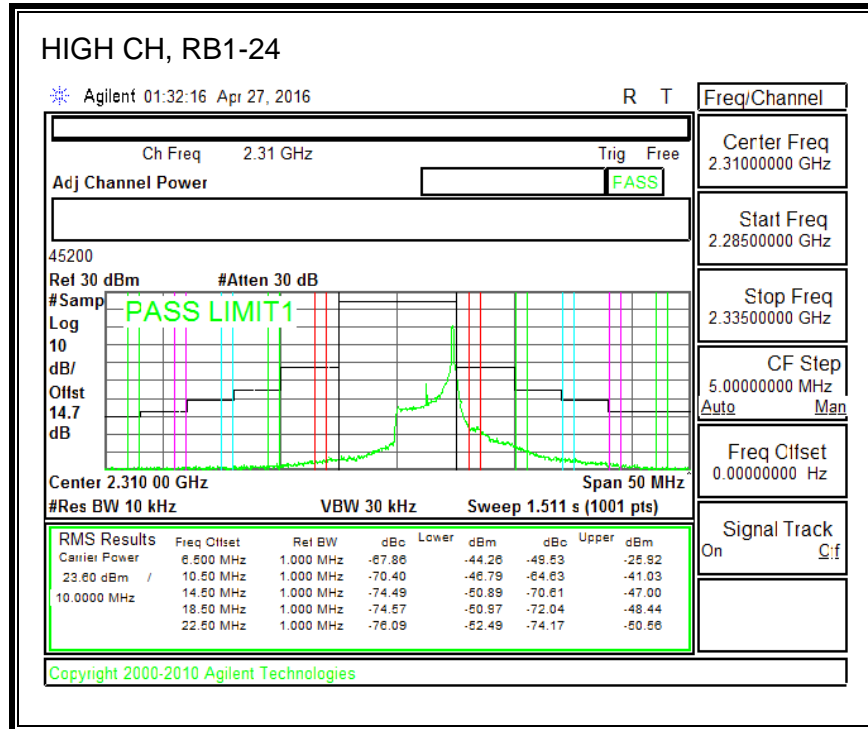 HIGH CH, RB1-24
Agilent 01:32:16 Apr 27, 2016 R T
Freq/Channel
Ch Freq 2.31 GHz Trig Free
Adj Channel Power PASS
Center Freq
2.31000000 GHz
Start Freq
2.28500000 GHz
Stop Freq
2.33500000 GHz
CF Step
5.00000000 MHz
Auto Man
Freq Offset
0.00000000 Hz
Signal Track
On Off
45200
Ref 30 dBm #Atten 30 dB
#Samp
Log
10
dB/
Offst
14.7
dB
PASS LIMIT1
Center 2.310 00 GHz Span 50 MHz
#Res BW 10 kHz VBW 30 kHz Sweep 1.511 s (1001 pts)
RMS Results Freq Offset Ref BW dBc Lower dBm dBc Upper dBm
Carrier Power 6.500 MHz 1.000 MHz -67.86 -44.26 -49.53 -25.92
23.60 dBm / 10.50 MHz 1.000 MHz -70.40 -46.79 -64.63 -41.03
10.0000 MHz 14.50 MHz 1.000 MHz -74.49 -50.89 -70.61 -47.00
18.50 MHz 1.000 MHz -74.57 -50.97 -72.04 -48.44
22.50 MHz 1.000 MHz -76.09 -52.49 -74.17 -50.56
Copyright 2000-2010 Agilent Technologies